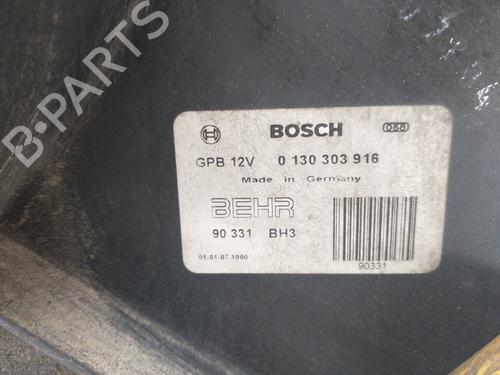 B-PARTS
BOSCH 058
GPB 12V 0 130 303 916
Made in Germany
BEHR
90 331 BH3
05-01-07-1000
90331